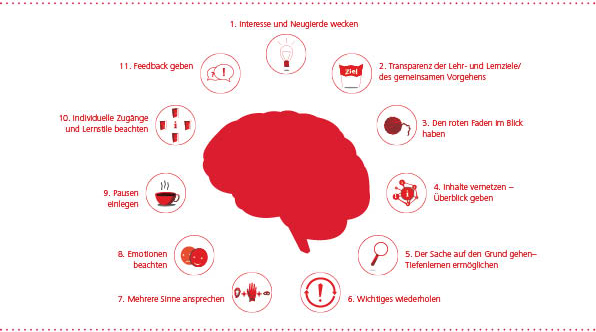 1. Interesse und Neugierde wecken
Ziel
2. Transparenz der Lehr- und Lernziele/
des gemeinsamen Vorgehens
3. Den roten Faden im Blick
haben
4. Inhalte vernetzen –
Überblick geben
5. Der Sache auf den Grund gehen–
Tiefenlernen ermöglichen
6. Wichtiges wiederholen
!
7. Mehrere Sinne ansprechen
8. Emotionen
beachten
9. Pausen
einlegen
10. Individuelle Zugänge
und Lernstile beachten
i
11. Feedback geben
? !